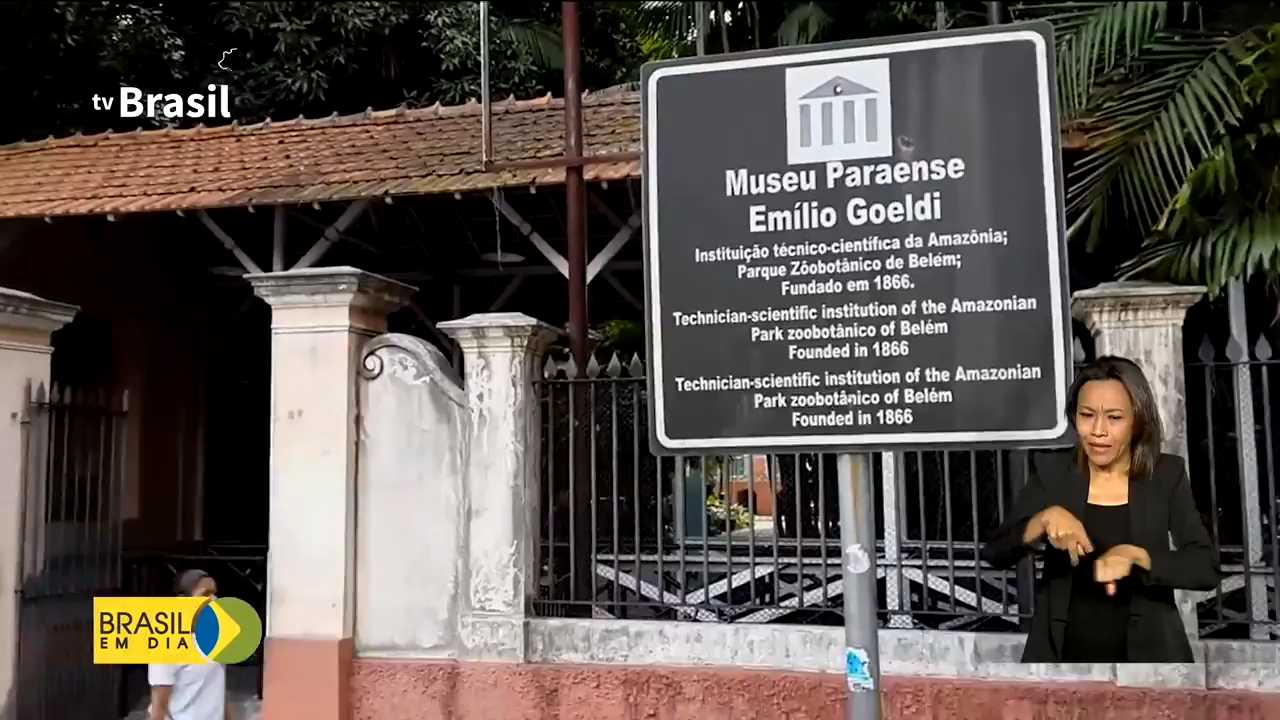 tv Brasil
Museu Paraense
Emílio Goeldi
Instituição técnico-científica da Amazônia;
Parque Zôobotânico de Belém;
Fundado em 1866.
Technician-scientific institution of the Amazonian
Park zoobotânico of Belém
Founded in 1866
Technician-scientific institution of the Amazonian
Park zoobotânico of Belém
Founded in 1866
BRASIL
EM DIA